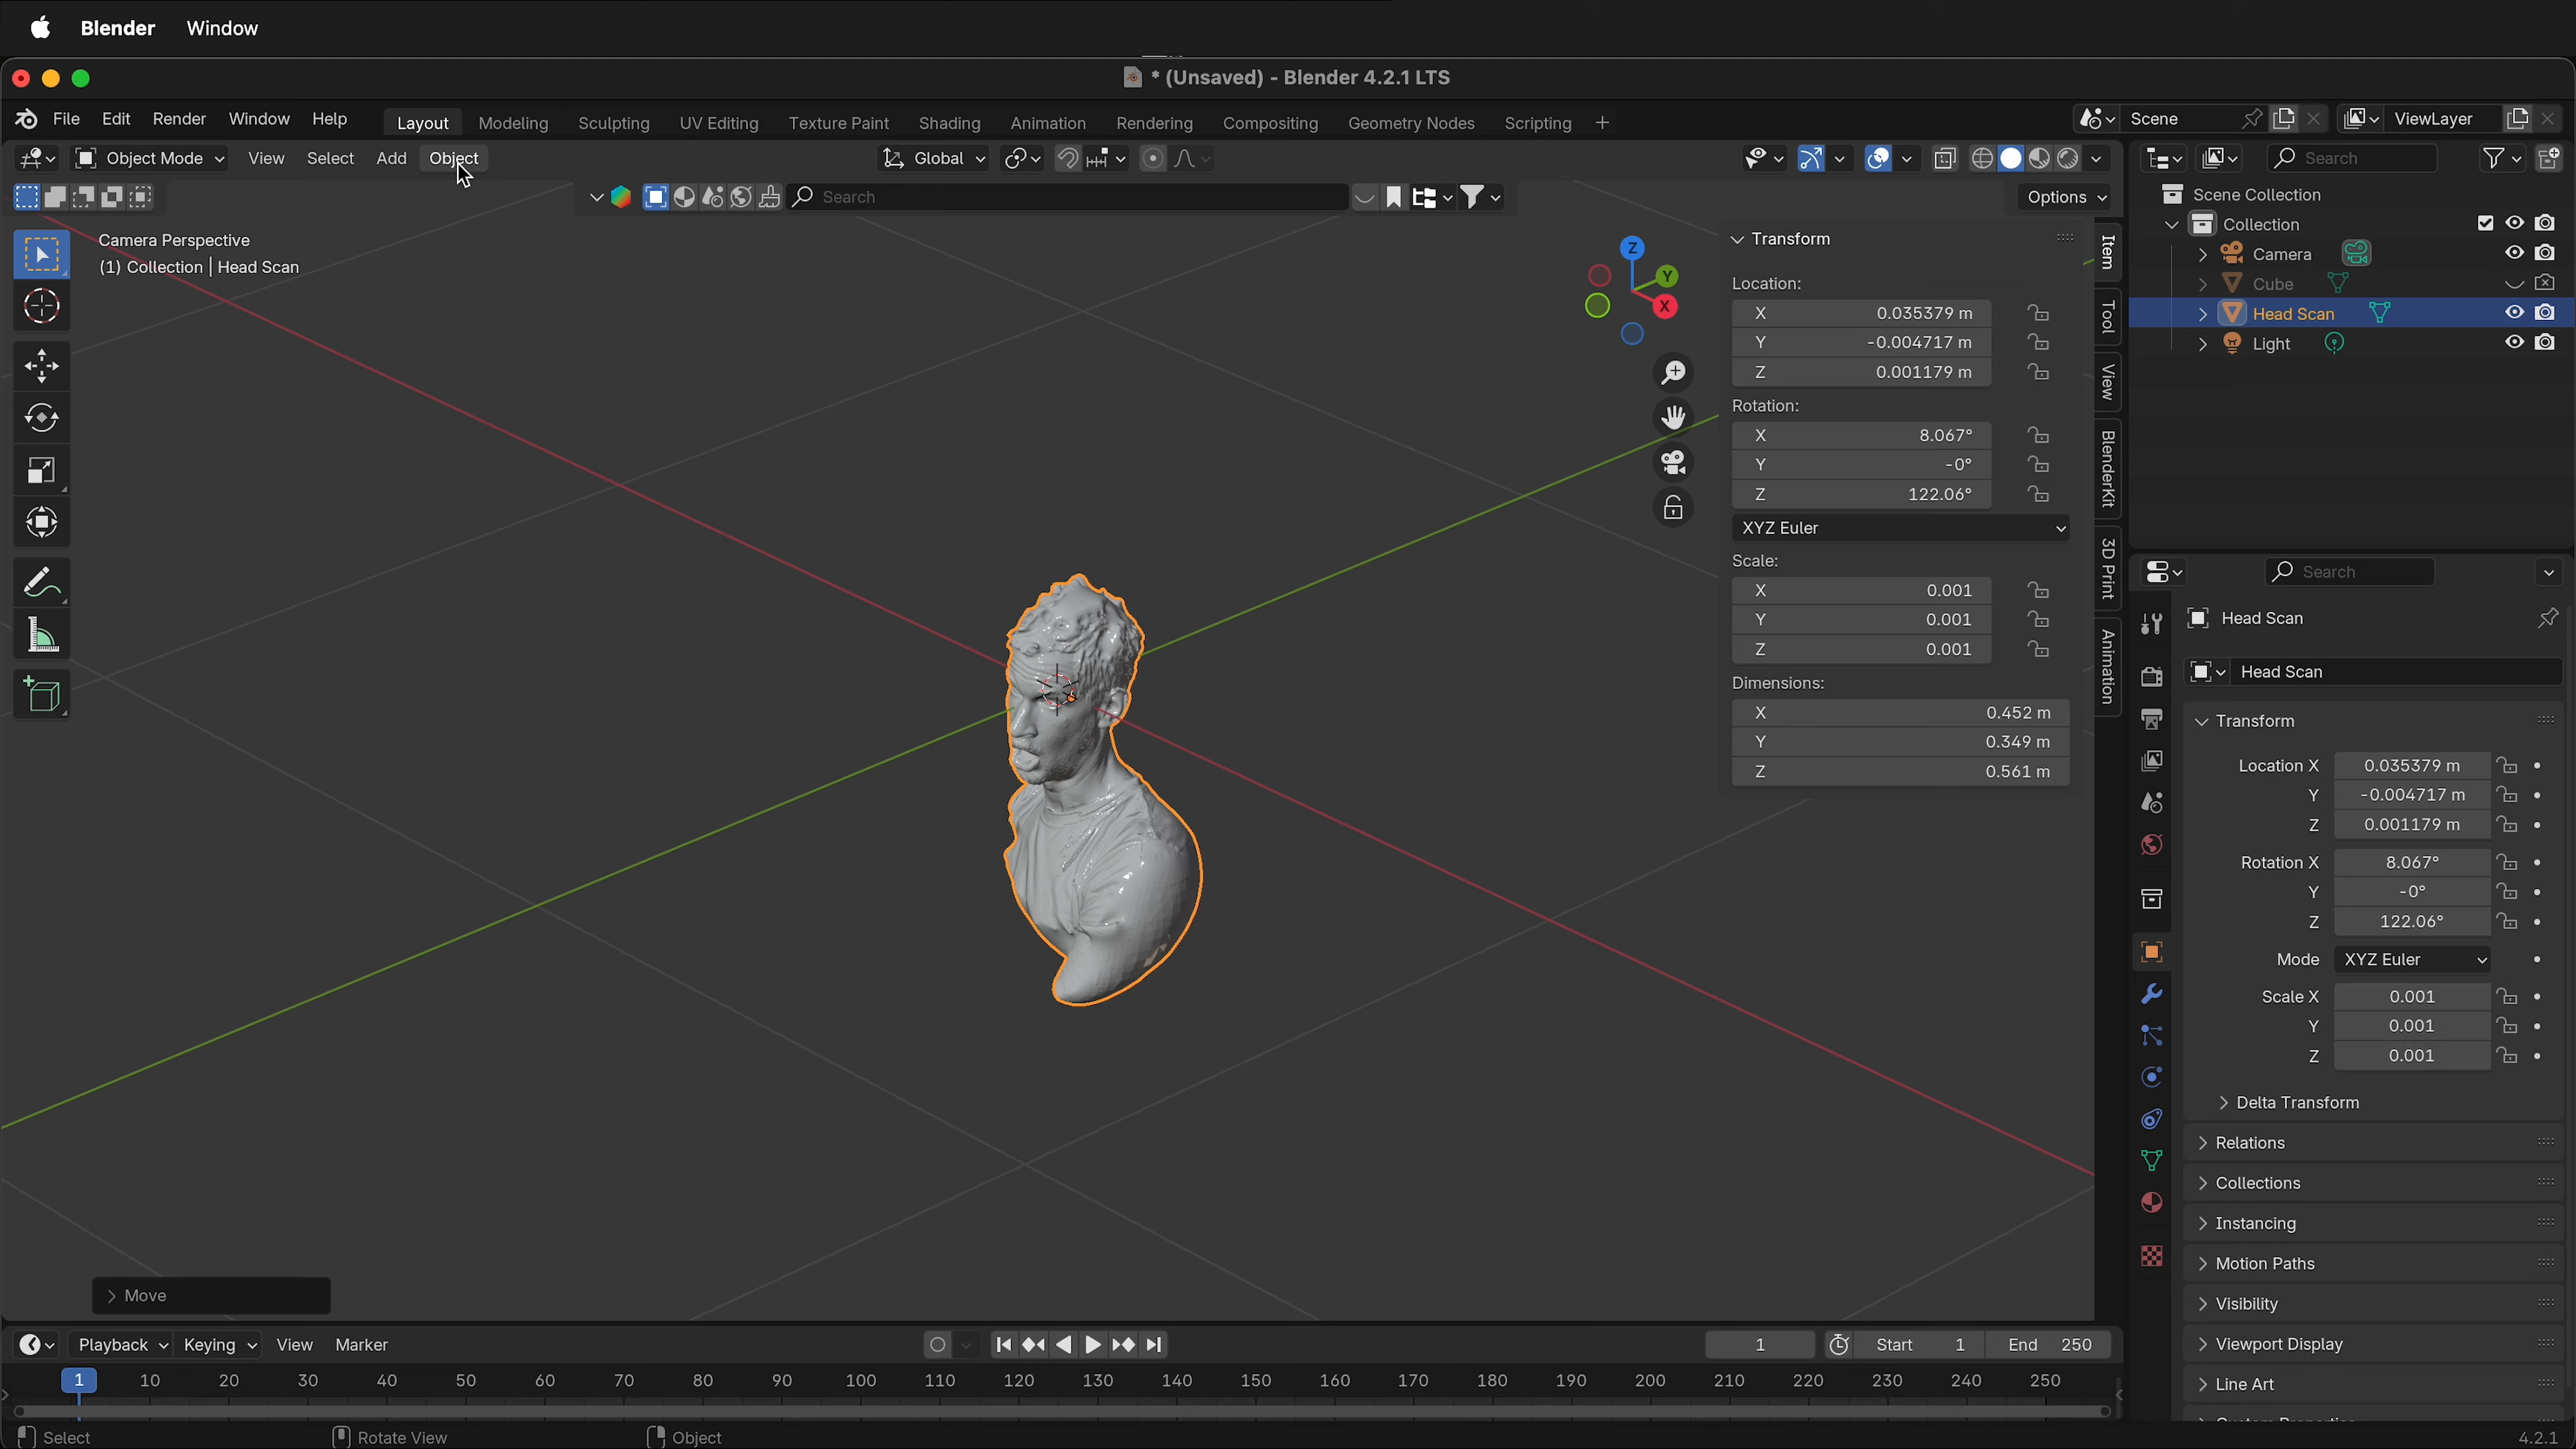 Blender Window
* (Unsaved) - Blender 4.2.1 LTS
File Edit Render Window Help Layout Modeling Sculpting UV Editing Texture Paint Shading Animation Rendering Compositing Geometry Nodes Scripting + Scene ViewLayer
Object Mode View Select Add Object Global Search
Search Options
Camera Perspective
(1) Collection | Head Scan
Z
Y
X
Transform
Location:
X 0.035379 m
Y -0.004717 m
Z 0.001179 m
Rotation:
X 8.067°
Y -0°
Z 122.06°
XYZ Euler
Scale:
X 0.001
Y 0.001
Z 0.001
Dimensions:
X 0.452 m
Y 0.349 m
Z 0.561 m
Item
Tool
View
BlenderKit
3D Print
Animation
Scene Collection
Collection
Camera
Cube
Head Scan
Light
Search
Head Scan
Head Scan
Transform
Location X 0.035379 m
Y -0.004717 m
Z 0.001179 m
Rotation X 8.067°
Y -0°
Z 122.06°
Mode XYZ Euler
Scale X 0.001
Y 0.001
Z 0.001
Delta Transform
Relations
Collections
Instancing
Motion Paths
Visibility
Viewport Display
Line Art
Move
Playback Keying View Marker 1 Start 1 End 250
1 10 20 30 40 50 60 70 80 90 100 110 120 130 140 150 160 170 180 190 200 210 220 230 240 250
Select Rotate View Object 4.2.1